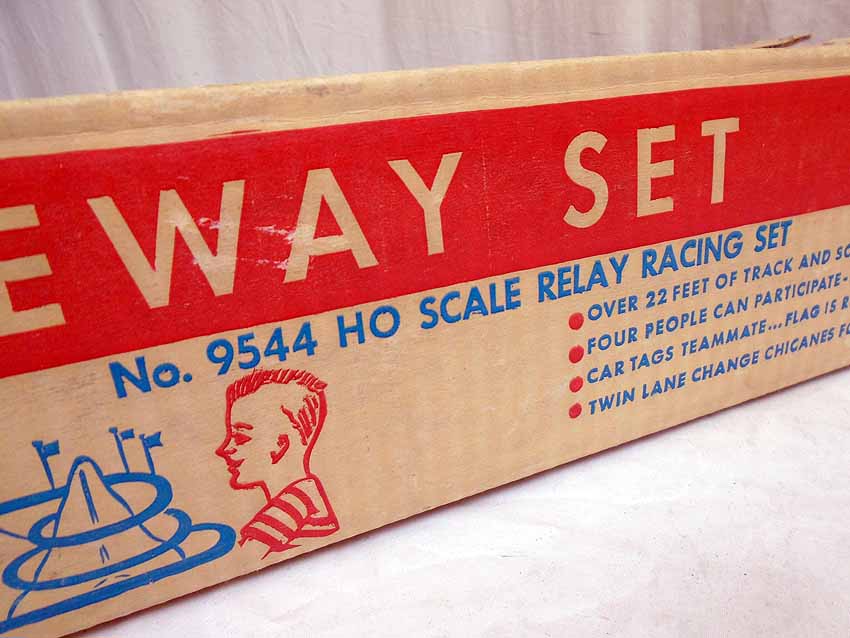 EWAY SET
No. 9544 HO SCALE RELAY RACING SET
• OVER 22 FEET OF TRACK AND
• FOUR PEOPLE CAN PARTICIPATE-
• CAR TAGS TEAMMATE... FLAG IS
• TWIN LANE CHANGE CHICANES